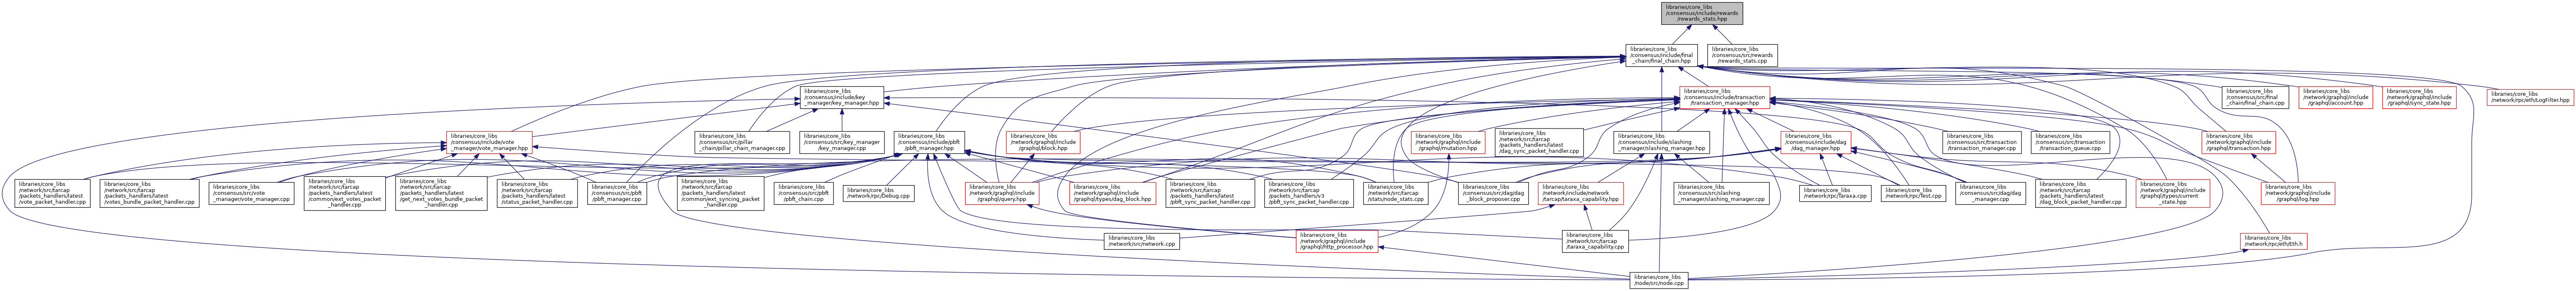 libraries/core_libs
/consensus/include/rewards
/rewards_stats.hpp
libraries/core_libs
/consensus/include/final
_chain/final_chain.hpp
libraries/core_libs
/consensus/src/rewards
/rewards_stats.cpp
libraries/core_libs
/consensus/include/key
_manager/key_manager.hpp
libraries/core_libs
/consensus/include/transaction
/transaction_manager.hpp
libraries/core_libs
/consensus/src/final
_chain/final_chain.cpp
libraries/core_libs
/network/graphql/include
/graphql/account.hpp
libraries/core_libs
/network/graphql/include
/graphql/sync_state.hpp
libraries/core_libs
/network/rpc/eth/LogFilter.hpp
libraries/core_libs
/consensus/include/vote
_manager/vote_manager.hpp
libraries/core_libs
/consensus/src/pillar
_chain/pillar_chain_manager.cpp
libraries/core_libs
/consensus/src/key_manager
/key_manager.cpp
libraries/core_libs
/consensus/include/pbft
/pbft_manager.hpp
libraries/core_libs
/network/graphql/include
/graphql/block.hpp
libraries/core_libs
/network/graphql/include
/graphql/mutation.hpp
libraries/core_libs
/network/src/tarcap
/packets_handlers/latest
/dag_sync_packet_handler.cpp
libraries/core_libs
/consensus/include/slashing
_manager/slashing_manager.hpp
libraries/core_libs
/consensus/include/dag
/dag_manager.hpp
libraries/core_libs
/consensus/src/transaction
/transaction_manager.cpp
libraries/core_libs
/consensus/src/transaction
/transaction_queue.cpp
libraries/core_libs
/network/graphql/include
/graphql/transaction.hpp
libraries/core_libs
/network/src/tarcap
/packets_handlers/latest
/vote_packet_handler.cpp
libraries/core_libs
/network/src/tarcap
/packets_handlers/latest
/votes_bundle_packet_handler.cpp
libraries/core_libs
/consensus/src/vote
_manager/vote_manager.cpp
libraries/core_libs
/network/src/tarcap
/packets_handlers/latest
/common/ext_votes_packet
_handler.cpp
libraries/core_libs
/network/src/tarcap
/packets_handlers/latest
/get_next_votes_bundle_packet
_handler.cpp
libraries/core_libs
/network/src/tarcap
/packets_handlers/latest
/status_packet_handler.cpp
libraries/core_libs
/consensus/src/pbft
/pbft_manager.cpp
libraries/core_libs
/network/src/tarcap
/packets_handlers/latest
/common/ext_syncing_packet
_handler.cpp
libraries/core_libs
/consensus/src/pbft
/pbft_chain.cpp
libraries/core_libs
/network/rpc/Debug.cpp
libraries/core_libs
/network/graphql/include
/graphql/query.hpp
libraries/core_libs
/network/graphql/include
/graphql/types/dag_block.hpp
libraries/core_libs
/network/src/tarcap
/packets_handlers/latest
/pbft_sync_packet_handler.cpp
libraries/core_libs
/network/src/tarcap
/packets_handlers/v3
/pbft_sync_packet_handler.cpp
libraries/core_libs
/network/src/tarcap
/stats/node_stats.cpp
libraries/core_libs
/consensus/src/dag/dag
_block_proposer.cpp
libraries/core_libs
/network/include/network
/tarcap/taraxa_capability.hpp
libraries/core_libs
/consensus/src/slashing
_manager/slashing_manager.cpp
libraries/core_libs
/network/rpc/Taraxa.cpp
libraries/core_libs
/network/rpc/Test.cpp
libraries/core_libs
/consensus/src/dag/dag
_manager.cpp
libraries/core_libs
/network/src/tarcap
/packets_handlers/latest
/dag_block_packet_handler.cpp
libraries/core_libs
/network/graphql/include
/graphql/types/current
_state.hpp
libraries/core_libs
/network/graphql/include
/graphql/log.hpp
libraries/core_libs
/network/src/network.cpp
libraries/core_libs
/network/graphql/include
/graphql/http_processor.hpp
libraries/core_libs
/network/src/tarcap
/taraxa_capability.cpp
libraries/core_libs
/network/rpc/eth/Eth.h
libraries/core_libs
/node/src/node.cpp